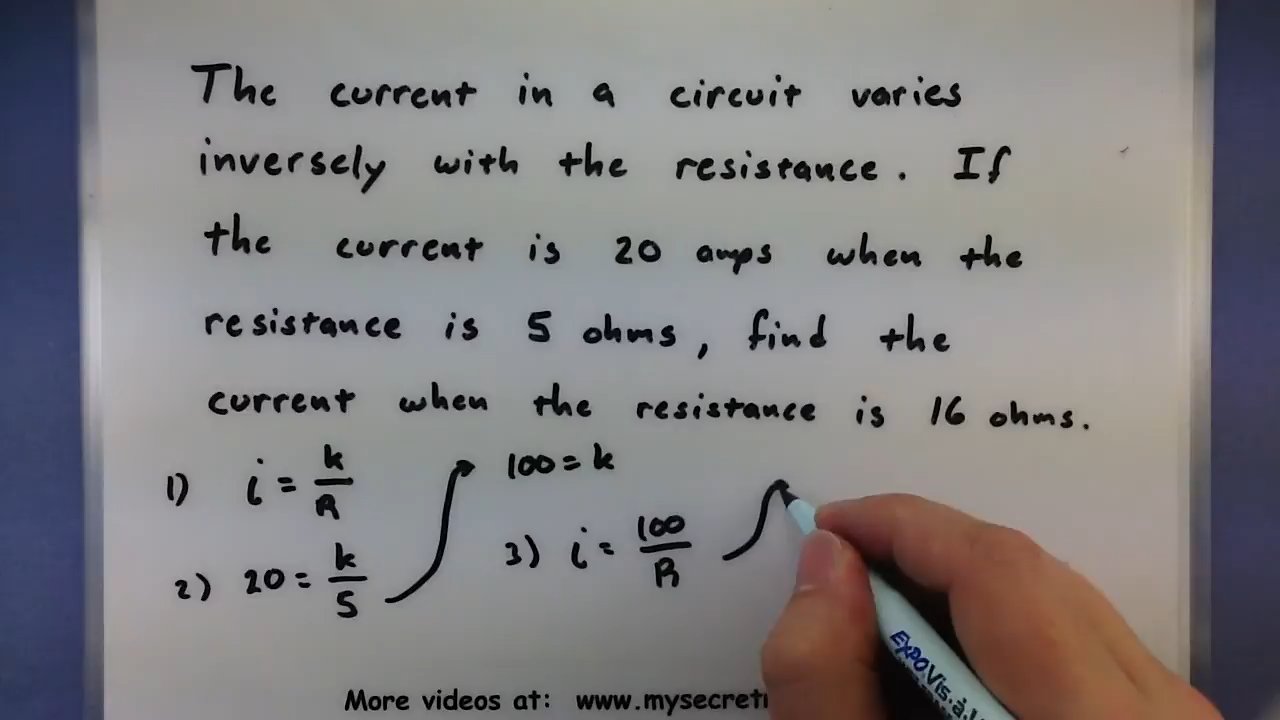 The current in a circuit varies
inversely with the resistance. If
the current is 20 amps when the
resistance is 5 ohms, find the
current when the resistance is 16 ohms.
1) i = k/R
2) 20 = k/5
100 = k
3) i = 100/R
EXPO Vis-à-
More videos at: www.mysecret